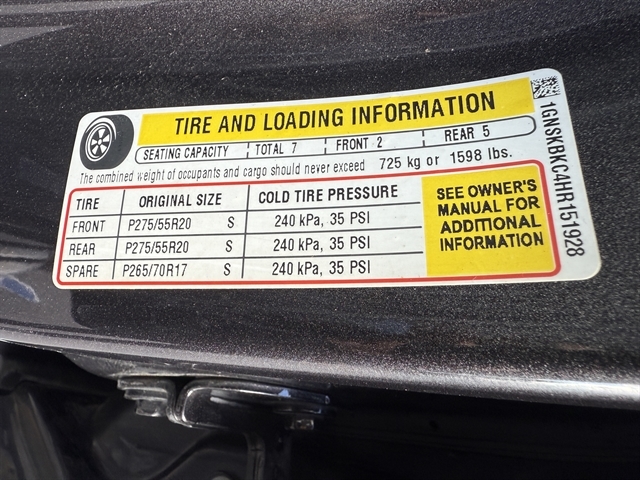 TIRE AND LOADING INFORMATION
SEATING CAPACITY TOTAL 7 FRONT 2 REAR 5
The combined weight of occupants and cargo should never exceed 725 kg or 1598 lbs.
TIRE ORIGINAL SIZE COLD TIRE PRESSURE
FRONT P275/55R20 S 240 kPa, 35 PSI
REAR P275/55R20 S 240 kPa, 35 PSI
SPARE P265/70R17 S 240 kPa, 35 PSI
SEE OWNER'S
MANUAL FOR
ADDITIONAL
INFORMATION
1GNSKBKC4HR151928